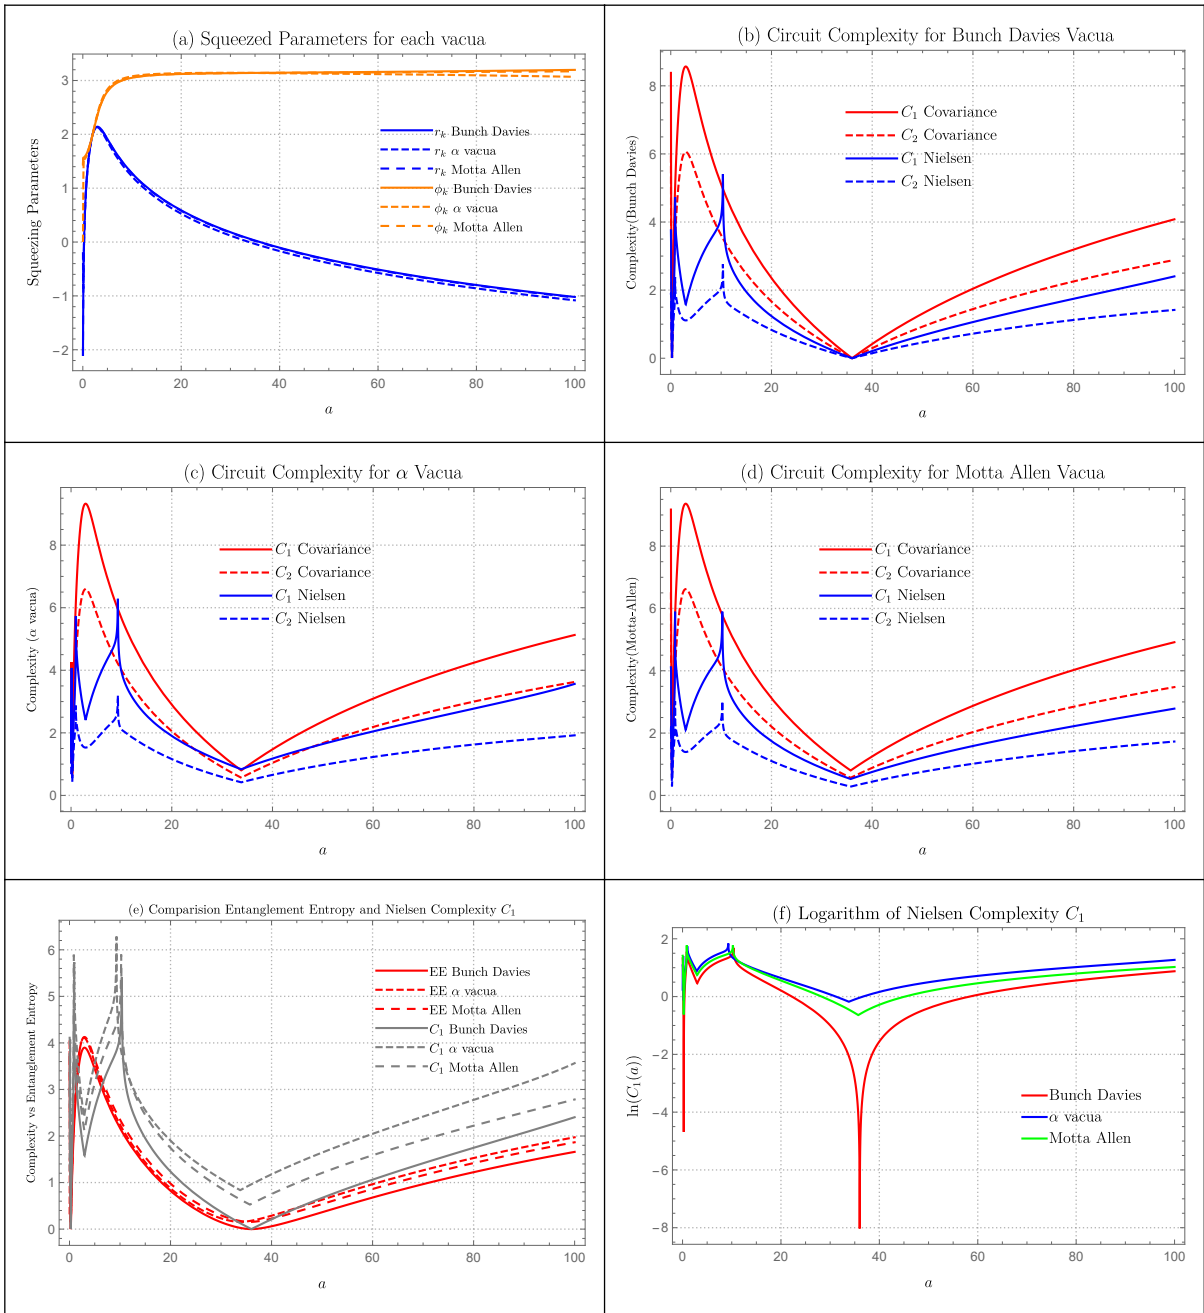 (a) Squeezed Parameters for each vacua
Squeezing Parameters
3
2
1
0
−1
−2
r_k Bunch Davies
r_k α vacua
r_k Motta Allen
ϕ_k Bunch Davies
ϕ_k α vacua
ϕ_k Motta Allen
0 20 40 60 80 100
a
(b) Circuit Complexity for Bunch Davies Vacua
Complexity(Bunch Davies)
8
6
4
2
0
C_1 Covariance
C_2 Covariance
C_1 Nielsen
C_2 Nielsen
0 20 40 60 80 100
a
(c) Circuit Complexity for α Vacua
Complexity (α vacua)
8
6
4
2
0
C_1 Covariance
C_2 Covariance
C_1 Nielsen
C_2 Nielsen
0 20 40 60 80 100
a
(d) Circuit Complexity for Motta Allen Vacua
Complexity(Motta-Allen)
8
6
4
2
0
C_1 Covariance
C_2 Covariance
C_1 Nielsen
C_2 Nielsen
0 20 40 60 80 100
a
(e) Comparision Entanglement Entropy and Nielsen Complexity C_1
Complexity vs Entanglement Entropy
6
5
4
3
2
1
0
EE Bunch Davies
EE α vacua
EE Motta Allen
C_1 Bunch Davies
C_1 α vacua
C_1 Motta Allen
0 20 40 60 80 100
a
(f) Logarithm of Nielsen Complexity C_1
ln(C_1(a))
2
0
−2
−4
−6
−8
Bunch Davies
α vacua
Motta Allen
0 20 40 60 80 100
a